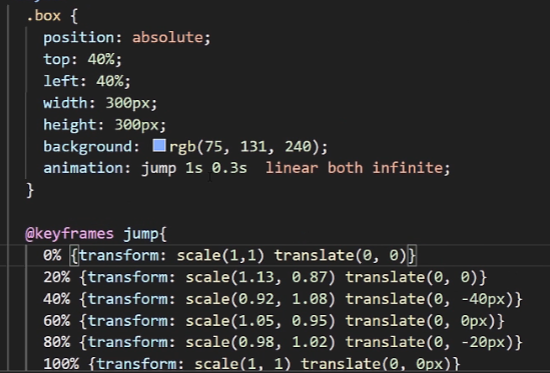 .box {
position: absolute;
top: 40%;
left: 40%;
width: 300px;
height: 300px;
background: rgb(75, 131, 240);
animation: jump 1s 0.3s  linear both infinite;
}
@keyframes jump{
0% {transform: scale(1,1) translate(0, 0)}
20% {transform: scale(1.13, 0.87) translate(0, 0)}
40% {transform: scale(0.92, 1.08) translate(0, -40px)}
60% {transform: scale(1.05, 0.95) translate(0, 0px)}
80% {transform: scale(0.98, 1.02) translate(0, -20px)}
100% {transform: scale(1, 1) translate(0, 0px)}